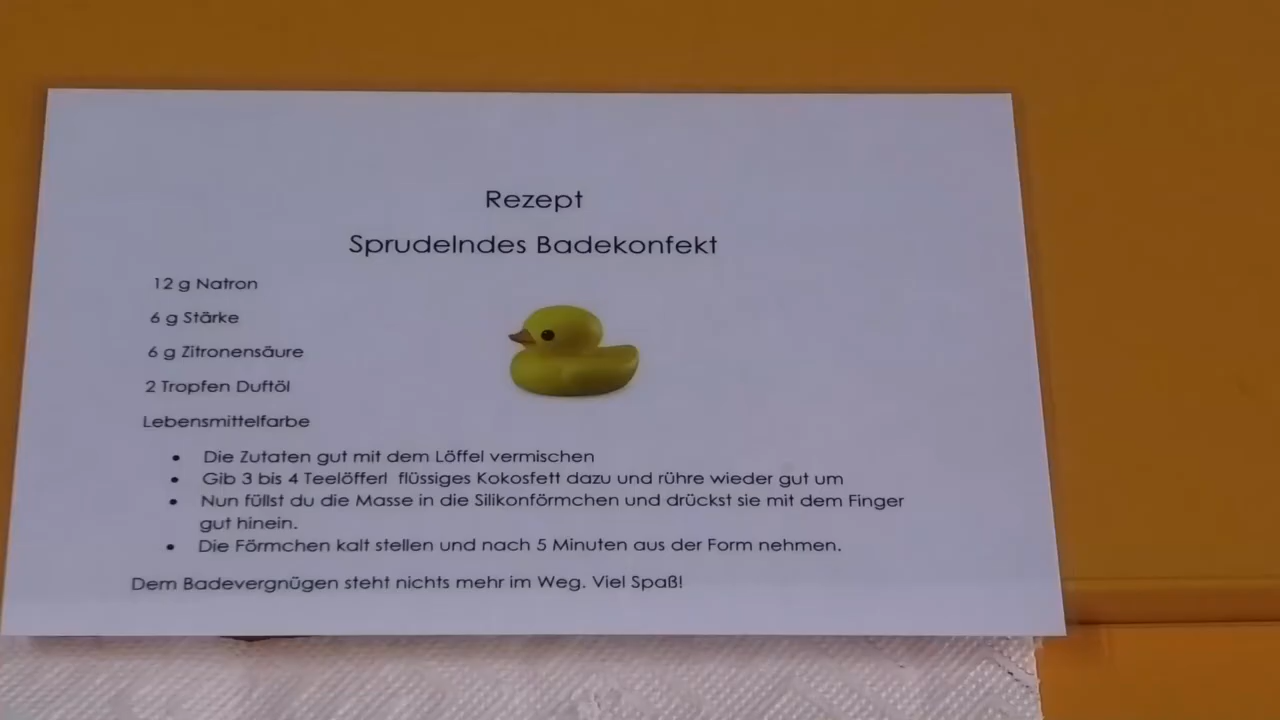 Rezept
Sprudelndes Badekonfekt
12 g Natron
6 g Stärke
6 g Zitronensäure
2 Tropfen Duftöl
Lebensmittelfarbe
• Die Zutaten gut mit dem Löffel vermischen
• Gib 3 bis 4 Teelöfferl flüssiges Kokosfett dazu und rühre wieder gut um
• Nun füllst du die Masse in die Silikonförmchen und drückst sie mit dem Finger
gut hinein.
• Die Förmchen kalt stellen und nach 5 Minuten aus der Form nehmen.
Dem Badevergnügen steht nichts mehr im Weg. Viel Spaß!